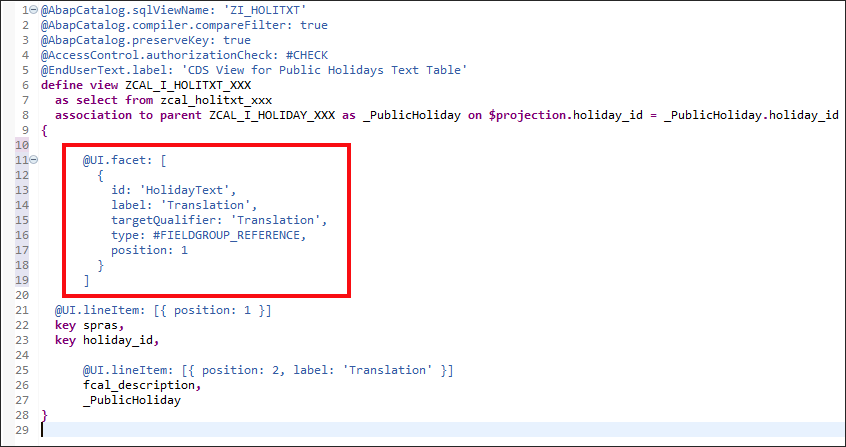 1 @AbapCatalog.sqlViewName: 'ZI_HOLITXT'
2 @AbapCatalog.compiler.compareFilter: true
3 @AbapCatalog.preserveKey: true
4 @AccessControl.authorizationCheck: #CHECK
5 @EndUserText.label: 'CDS View for Public Holidays Text Table'
6 define view ZCAL_I_HOLITXT_XXX
7   as select from zcal_holitxt_xxx
8   association to parent ZCAL_I_HOLIDAY_XXX as _PublicHoliday on $projection.holiday_id = _PublicHoliday.holiday_id
9 {
10
11       @UI.facet: [
12         {
13           id: 'HolidayText',
14           label: 'Translation',
15           targetQualifier: 'Translation',
16           type: #FIELDGROUP_REFERENCE,
17           position: 1
18         }
19       ]
20
21   @UI.lineItem: [{ position: 1 }]
22   key spras,
23   key holiday_id,
24
25       @UI.lineItem: [{ position: 2, label: 'Translation' }]
26       fcal_description,
27       _PublicHoliday
28 }
29